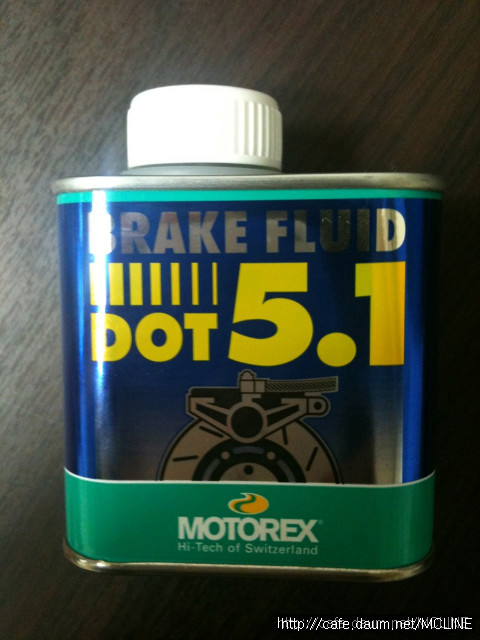 BRAKE FLUID
DOT 5.1
MOTOREX
Hi-Tech of Switzerland
http://cafe.daum.net/MCLINE